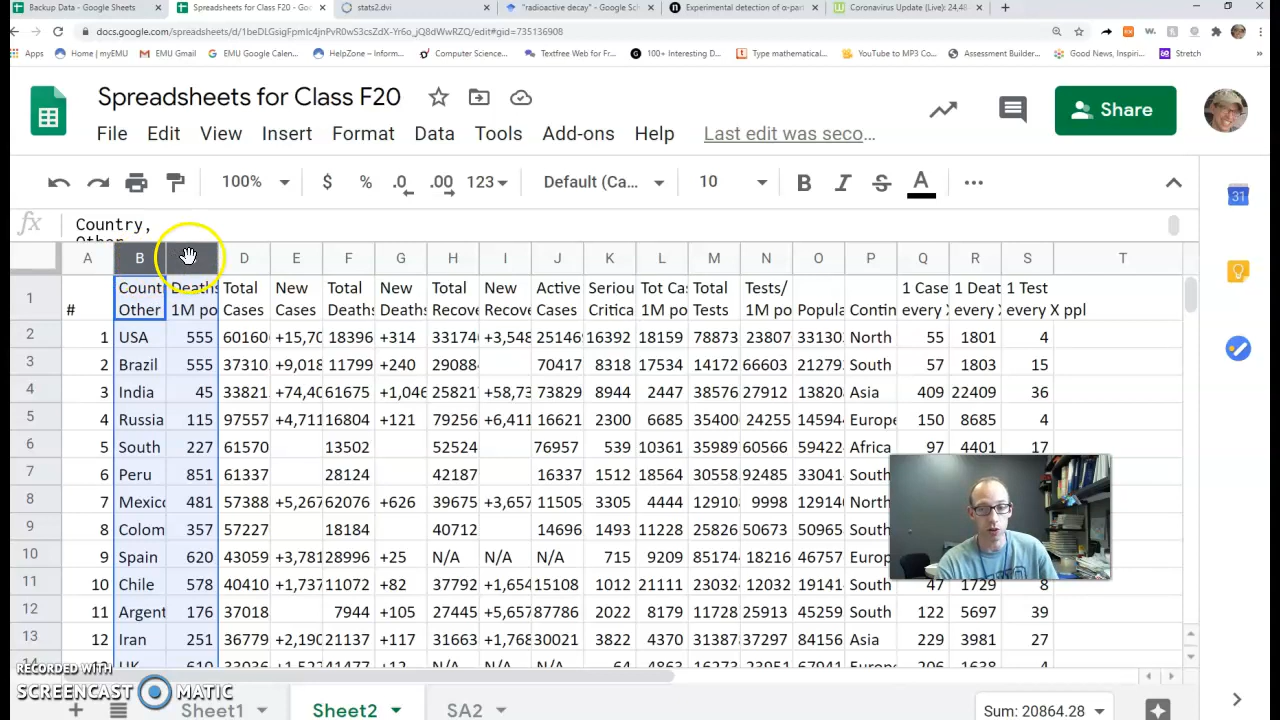 Backup Data - Google Sheets
Spreadsheets for Class F20 - Go
stats2.dvi
"radioactive decay" - Google Sch
Experimental detection of α-part
Coronavirus Update (Live): 24,48
Apps
Home | myEMU
EMU Gmail
EMU Google Calend...
HelpZone – Informati...
Computer Science...
Textfree Web for Fr...
100+ Interesting D...
Type mathematical...
YouTube to MP3 Co...
Assessment Builder...
Good News, Inspiri...
Stretch
Spreadsheets for Class F20
Share
File Edit View Insert Format Data Tools Add-ons Help Last edit was seco...
100% $ % .0 .00 123 Default (Ca... 10 B I S A
31
fx Country,
Other
A B D E F G H I J K L M N O P Q R S T
1 # Count Other Deaths 1M po Total Cases New Cases Total Deaths New Deaths Total Recove New Recove Active Cases Seriou Critica Tot Ca 1M po Total Tests Tests/ 1M po Popula Contin 1 Case every 1 Deat every 1 Test every X ppl
2 1 USA 555 60160 +15,70 18396 +314 33174 +3,548 25146 16392 18159 78873 23807 33130 North 55 1801 4
3 2 Brazil 555 37310 +9,018 11799 +240 29088 70417 8318 17534 14172 66603 21279 South 57 1803 15
4 3 India 45 33821 +74,40 61675 +1,046 25821 +58,73 73829 8944 2447 38576 27912 13820 Asia 409 22409 36
5 4 Russia 115 97557 +4,711 16804 +121 79256 +6,411 16621 2300 6685 35400 24255 14594 Europe 150 8685 4
6 5 South 227 61570 13502 52524 76957 539 10361 35989 60566 59422 Africa 97 4401 17
7 6 Peru 851 61337 28124 42187 16337 1512 18564 30558 92485 33041 South
8 7 Mexico 481 57388 +5,267 62076 +626 39675 +3,657 11505 3305 4444 12910 9998 12914 North
9 8 Colom 357 57227 18184 40712 14696 1493 11228 25826 50673 50965 South
10 9 Spain 620 43059 +3,781 28996 +25 N/A N/A N/A 715 9209 85174 18216 46757 Europ
11 10 Chile 578 40410 +1,737 11072 +82 37792 +1,654 15108 1012 21111 23032 12032 19141 South 47 1729 8
12 11 Argent 176 37018 7944 +105 27445 +5,657 87786 2022 8179 11728 25913 45259 South 122 5697 39
13 12 Iran 251 36779 +2,190 21137 +117 31663 +1,768 30021 3822 4370 31387 37297 84156 Asia 229 3981 27
RECORDED WITH
SCREENCAST MATIC
Sheet1 Sheet2 SA2 Sum: 20864.28